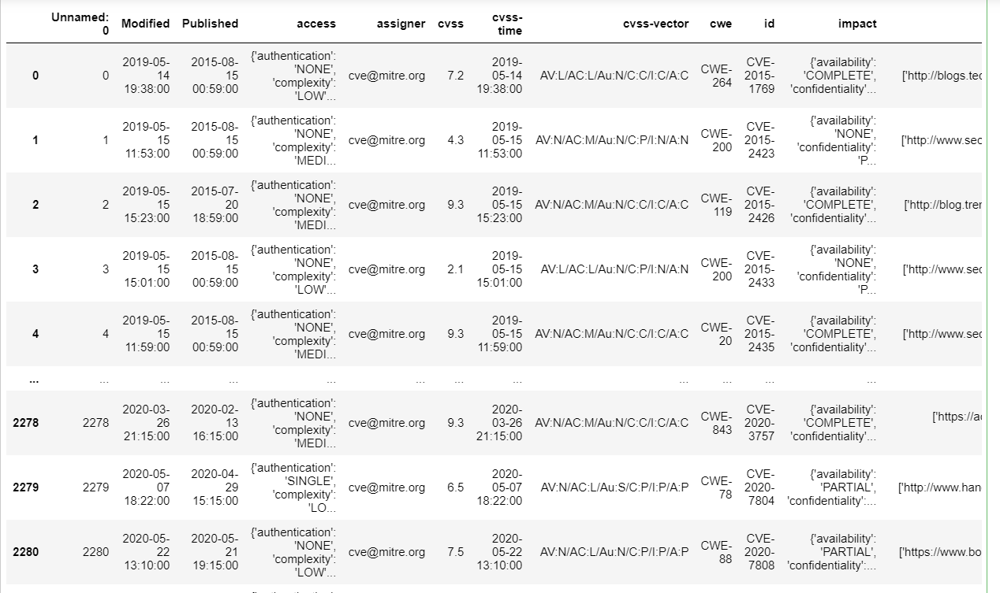 Unnamed: 0 Modified Published access assigner cvss cvss-time cvss-vector cwe id impact
0 0 2019-05-14 19:38:00 2015-08-15 00:59:00 {'authentication': 'NONE', 'complexity': 'LOW'... cve@mitre.org 7.2 2019-05-14 19:38:00 AV:L/AC:L/Au:N/C:C/I:C/A:C CWE-264 CVE-2015-1769 {'availability': 'COMPLETE', 'confidentiality'... ['http://blogs.tec
1 1 2019-05-15 11:53:00 2015-08-15 00:59:00 {'authentication': 'NONE', 'complexity': 'MEDI... cve@mitre.org 4.3 2019-05-15 11:53:00 AV:N/AC:M/Au:N/C:P/I:N/A:N CWE-200 CVE-2015-2423 {'availability': 'NONE', 'confidentiality': 'P... ['http://www.sec
2 2 2019-05-15 15:23:00 2015-07-20 18:59:00 {'authentication': 'NONE', 'complexity': 'MEDI... cve@mitre.org 9.3 2019-05-15 15:23:00 AV:N/AC:M/Au:N/C:C/I:C/A:C CWE-119 CVE-2015-2426 {'availability': 'COMPLETE', 'confidentiality'... ['http://blog.trer
3 3 2019-05-15 15:01:00 2015-08-15 00:59:00 {'authentication': 'NONE', 'complexity': 'LOW'... cve@mitre.org 2.1 2019-05-15 15:01:00 AV:L/AC:L/Au:N/C:P/I:N/A:N CWE-200 CVE-2015-2433 {'availability': 'NONE', 'confidentiality': 'P... ['http://www.sec
4 4 2019-05-15 11:59:00 2015-08-15 00:59:00 {'authentication': 'NONE', 'complexity': 'MEDI... cve@mitre.org 9.3 2019-05-15 11:59:00 AV:N/AC:M/Au:N/C:C/I:C/A:C CWE-20 CVE-2015-2435 {'availability': 'COMPLETE', 'confidentiality'... ['http://www.sec
... ... ... ... ... ... ... ... ... ... ... ...
2278 2278 2020-03-26 21:15:00 2020-02-13 16:15:00 {'authentication': 'NONE', 'complexity': 'MEDI... cve@mitre.org 9.3 2020-03-26 21:15:00 AV:N/AC:M/Au:N/C:C/I:C/A:C CWE-843 CVE-2020-3757 {'availability': 'COMPLETE', 'confidentiality'... ['https://ac
2279 2279 2020-05-07 18:22:00 2020-04-29 15:15:00 {'authentication': 'SINGLE', 'complexity': 'LO... cve@mitre.org 6.5 2020-05-07 18:22:00 AV:N/AC:L/Au:S/C:P/I:P/A:P CWE-78 CVE-2020-7804 {'availability': 'PARTIAL', 'confidentiality':... ['http://www.han
2280 2280 2020-05-22 13:10:00 2020-05-21 19:15:00 {'authentication': 'NONE', 'complexity': 'LOW'... cve@mitre.org 7.5 2020-05-22 13:10:00 AV:N/AC:L/Au:N/C:P/I:P/A:P CWE-88 CVE-2020-7808 {'availability': 'PARTIAL', 'confidentiality':... ['https://www.bo